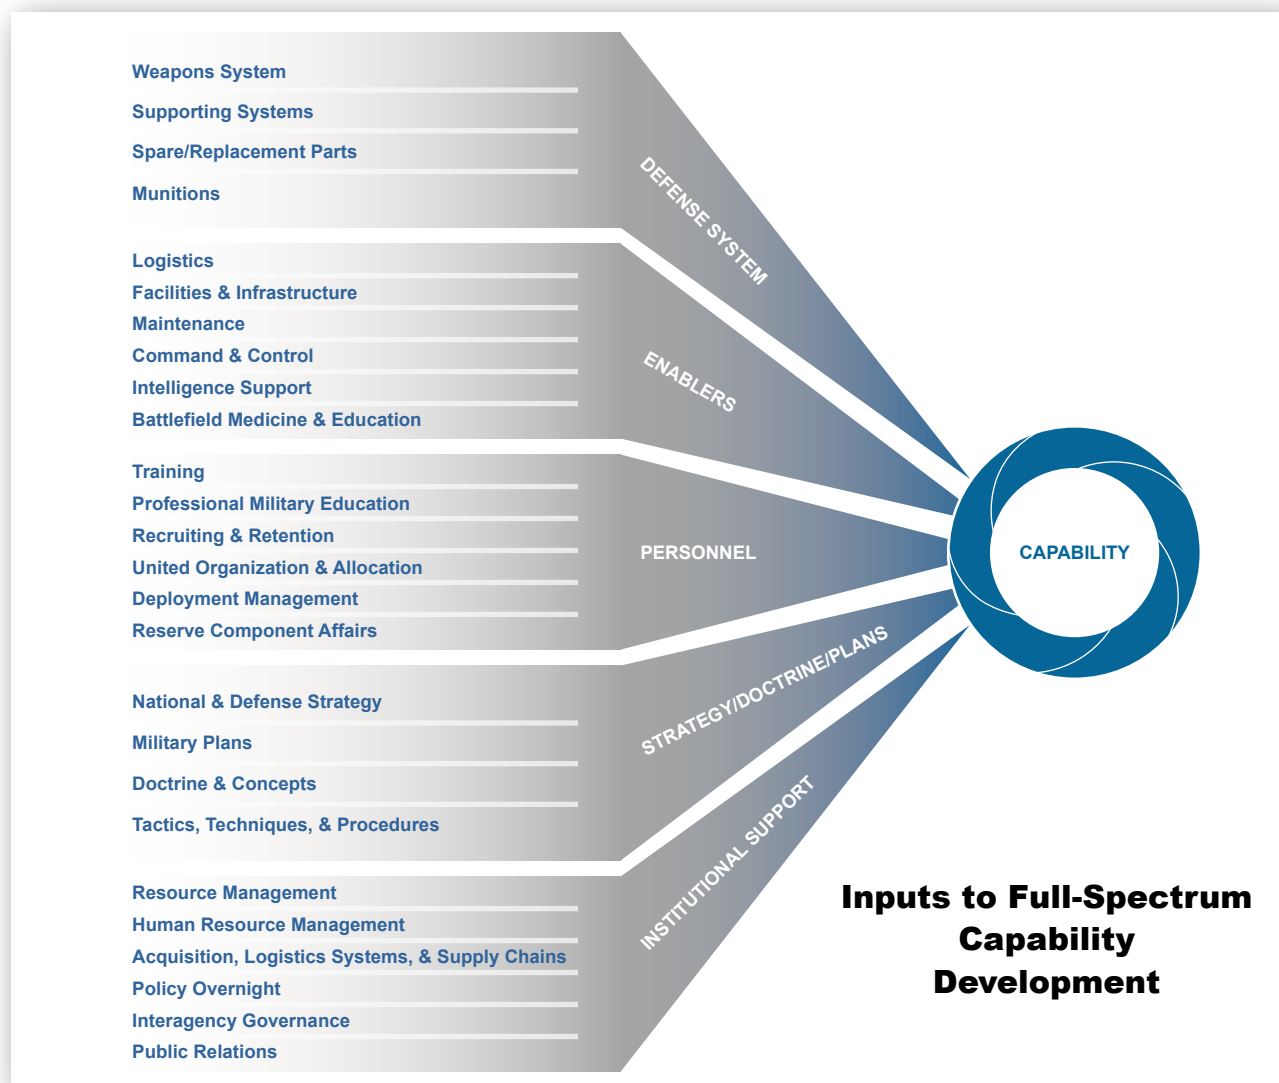 Weapons System
Supporting Systems
Spare/Replacement Parts
Munitions
DEFENSE SYSTEM
Logistics
Facilities & Infrastructure
Maintenance
Command & Control
Intelligence Support
Battlefield Medicine & Education
ENABLERS
Training
Professional Military Education
Recruiting & Retention
United Organization & Allocation
Deployment Management
Reserve Component Affairs
PERSONNEL
National & Defense Strategy
Military Plans
Doctrine & Concepts
Tactics, Techniques, & Procedures
STRATEGY/DOCTRINE/PLANS
Resource Management
Human Resource Management
Acquisition, Logistics Systems, & Supply Chains
Policy Overnight
Interagency Governance
Public Relations
INSTITUTIONAL SUPPORT
CAPABILITY
Inputs to Full-Spectrum
Capability
Development